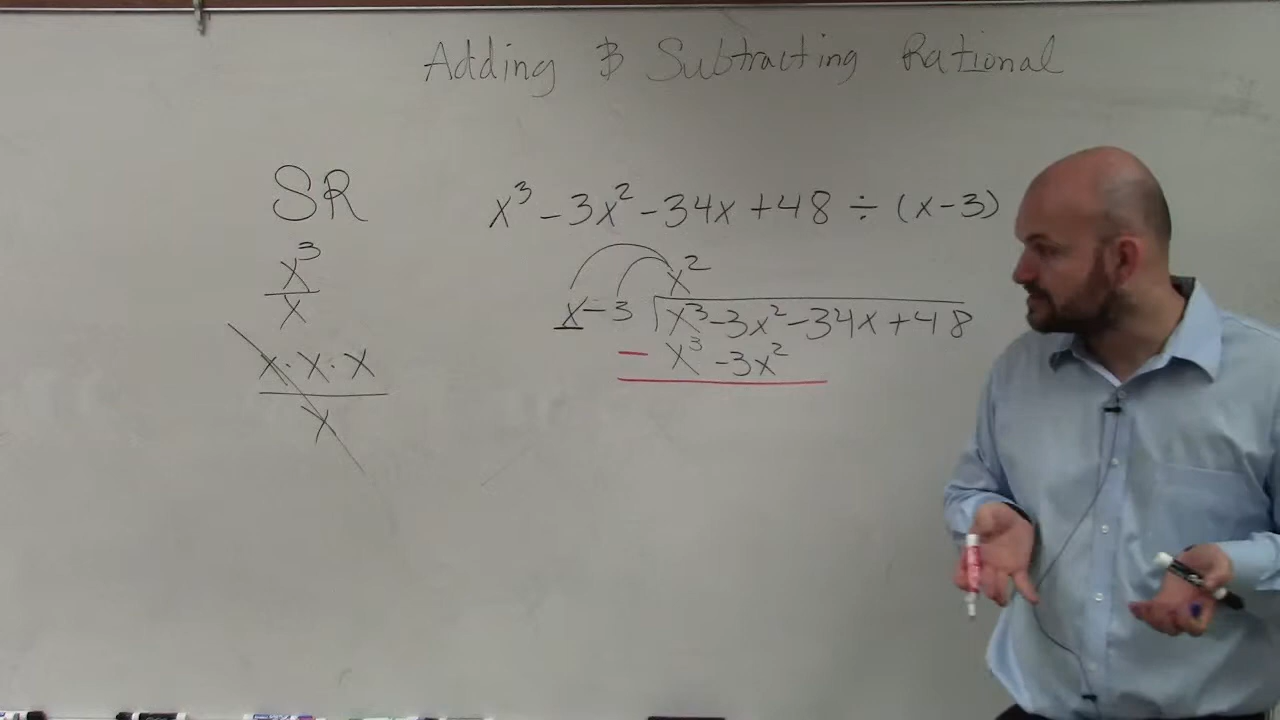 Adding & Subtracting Rational
SR
x³
x
x · x · x
x
x³ - 3x² - 34x + 48 ÷ (x - 3)
x²
x - 3 x³ - 3x² - 34x + 48
- x³ - 3x²